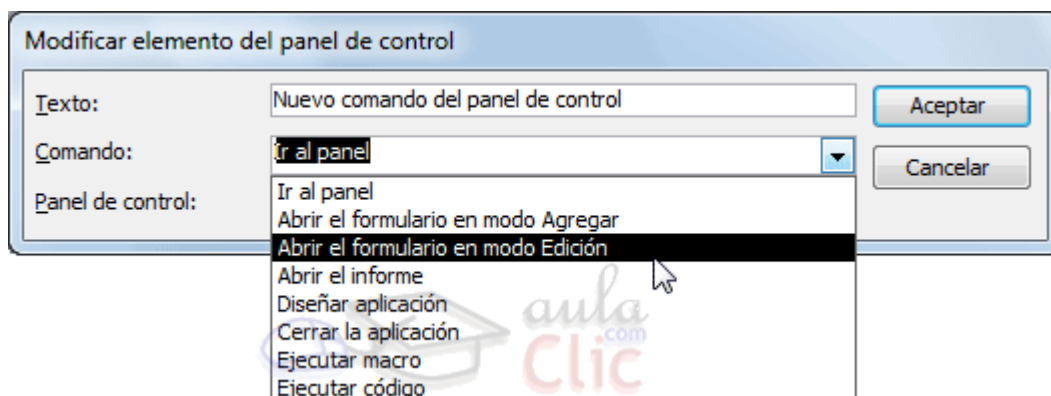 Modificar elemento del panel de control
Texto: Nuevo comando del panel de control Aceptar
Comando: Ir al panel Cancelar
Panel de control:
Ir al panel
Abrir el formulario en modo Agregar
Abrir el formulario en modo Edición
Abrir el informe
Diseñar aplicación
Cerrar la aplicación
Ejecutar macro
Ejecutar código
aula
.com
Clic